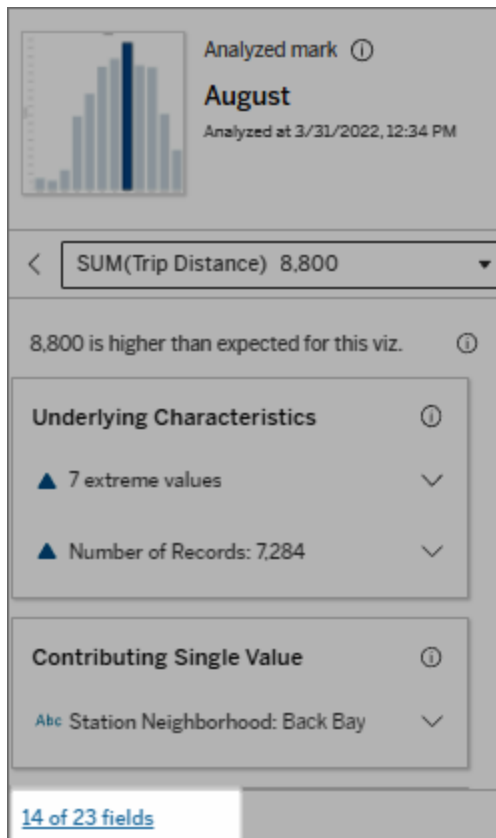 Analyzed mark
August
Analyzed at 3/31/2022, 12:34 PM
SUM(Trip Distance) 8,800
8,800 is higher than expected for this viz.
Underlying Characteristics
7 extreme values
Number of Records: 7,284
Contributing Single Value
Abc Station Neighborhood: Back Bay
14 of 23 fields